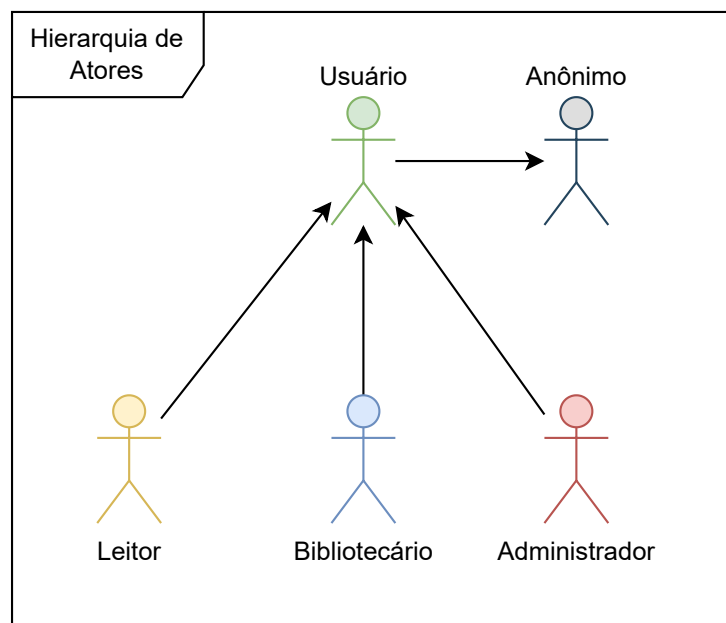 Hierarquia de
Atores
Usuário
Anônimo
Leitor
Bibliotecário
Administrador